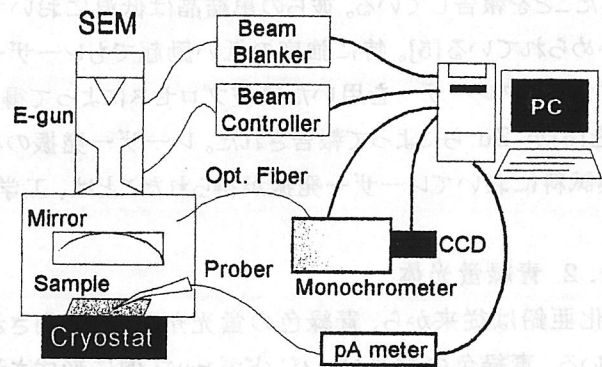 SEM
Beam
Blanker
E-gun
Beam
Controller
PC
Opt. Fiber
Mirror
CCD
Sample
Prober
Monochrometer
Cryostat
pA meter